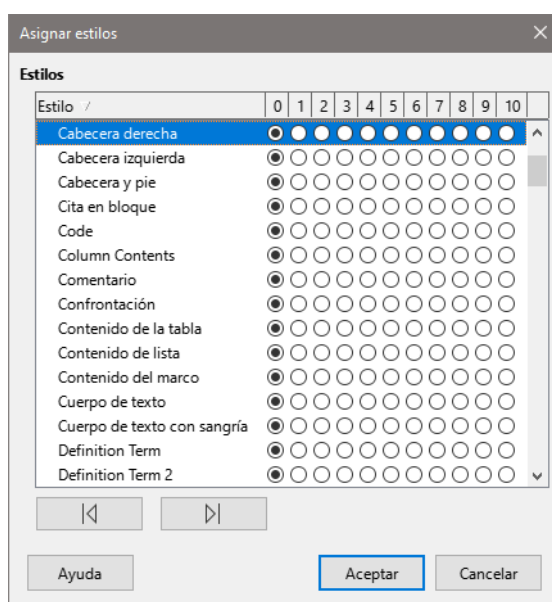 Asignar estilos
Estilos
Estilo 0 1 2 3 4 5 6 7 8 9 10
Cabecera derecha
Cabecera izquierda
Cabecera y pie
Cita en bloque
Code
Column Contents
Comentario
Confrontación
Contenido de la tabla
Contenido de lista
Contenido del marco
Cuerpo de texto
Cuerpo de texto con sangría
Definition Term
Definition Term 2
Ayuda Aceptar Cancelar